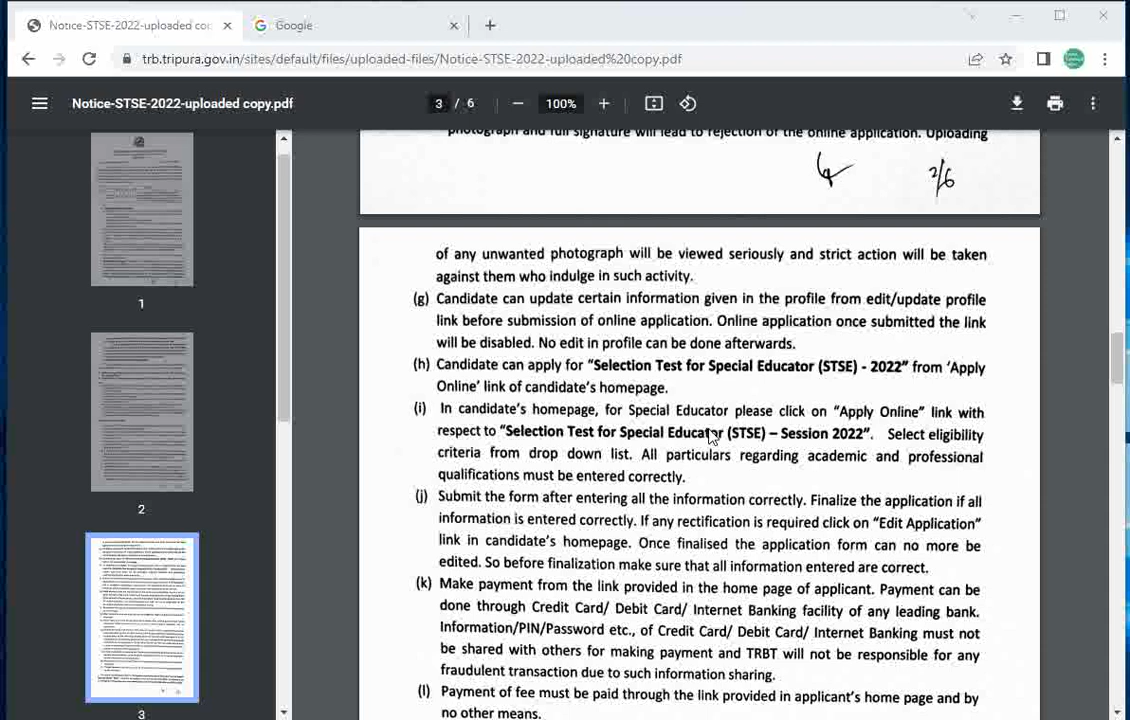 Notice-STSE-2022-uploaded co
Google
trb.tripura.gov.in/sites/default/files/uploaded-files/Notice-STSE-2022-uploaded%20copy.pdf
Notice-STSE-2022-uploaded copy.pdf
3 / 6
100%
1
2
3
photograph and full signature will lead to rejection of the online application. Uploading
2/6
of any unwanted photograph will be viewed seriously and strict action will be taken
against them who indulge in such activity.
(g) Candidate can update certain information given in the profile from edit/update profile
link before submission of online application. Online application once submitted the link
will be disabled. No edit in profile can be done afterwards.
(h) Candidate can apply for "Selection Test for Special Educator (STSE) - 2022" from 'Apply
Online' link of candidate's homepage.
(i) In candidate's homepage, for Special Educator please click on "Apply Online" link with
respect to "Selection Test for Special Educator (STSE) – Session 2022". Select eligibility
criteria from drop down list. All particulars regarding academic and professional
qualifications must be entered correctly.
(j) Submit the form after entering all the information correctly. Finalize the application if all
information is entered correctly. If any rectification is required click on "Edit Application"
link in candidate's homepage. Once finalised the application form can no more be
edited. So before finalization make sure that all information entered are correct.
(k) Make payment from the link provided in the home page of applicant. Payment can be
done through Credit Card/ Debit Card/ Internet Banking facility of any leading bank.
Information/PIN/Password etc., of Credit Card/ Debit Card/ Internet Banking must not
be shared with others for making payment and TRBT will not be responsible for any
fraudulent transaction due to such information sharing.
(l) Payment of fee must be paid through the link provided in applicant's home page and by
no other means.